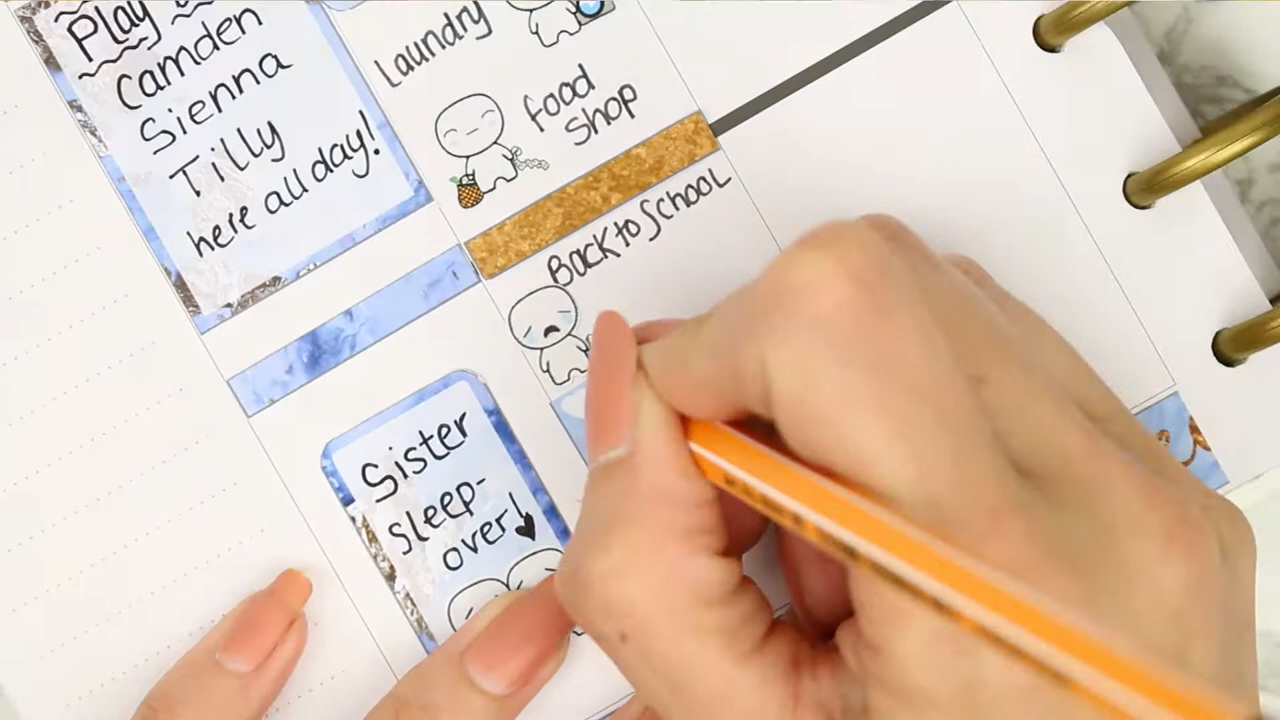 Play
Camden
Sienna
Tilly
here all day!
Laundry
food
shop
Back to School
Sister
sleep-
over!